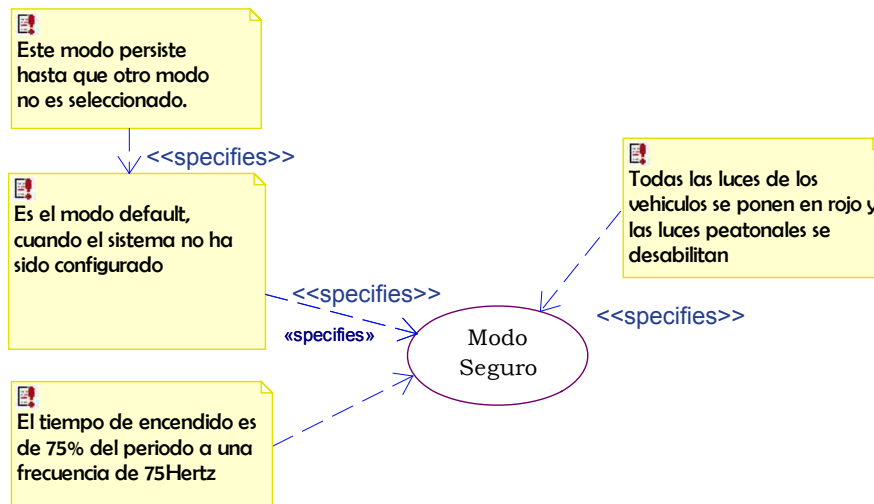 Este modo persiste
hasta que otro modo
no es seleccionado.
<<specifies>>
Es el modo default,
cuando el sistema no ha
sido configurado
Todas las luces de los
vehiculos se ponen en rojo y
las luces peatonales se
desabilitan
<<specifies>>
<<specifies>>
«specifies»
Modo
Seguro
El tiempo de encendido es
de 75% del periodo a una
frecuencia de 75Hertz